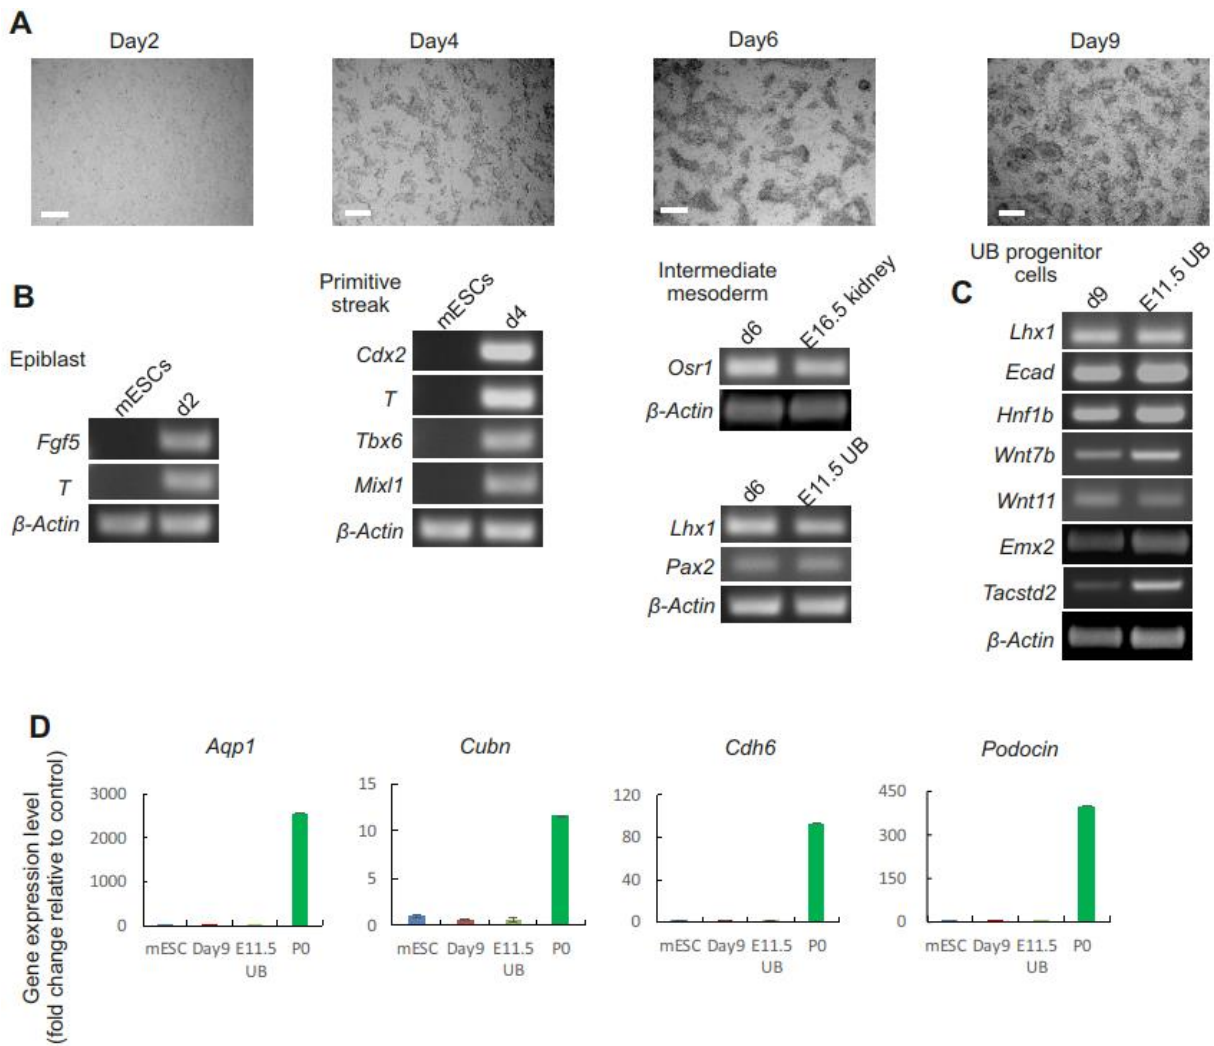 A
Day2
Day4
Day6
Day9
B
Epiblast
mESCs
d2
Fgf5
T
β-Actin
Primitive
streak
mESCs
d4
Cdx2
T
Tbx6
Mixl1
β-Actin
Intermediate
mesoderm
d6
E16.5 kidney
Osr1
β-Actin
d6
E11.5 UB
Lhx1
Pax2
β-Actin
UB progenitor
cells
C
d9
E11.5 UB
Lhx1
Ecad
Hnf1b
Wnt7b
Wnt11
Emx2
Tacstd2
β-Actin
D
Gene expression level
(fold change relative to control)
Aqp1
3000
2000
1000
0
mESC Day9 E11.5 P0
UB
Cubn
15
10
5
0
mESC Day9 E11.5 P0
UB
Cdh6
120
80
40
0
mESC Day9 E11.5 P0
UB
Podocin
450
300
150
0
mESC Day9 E11.5 P0
UB